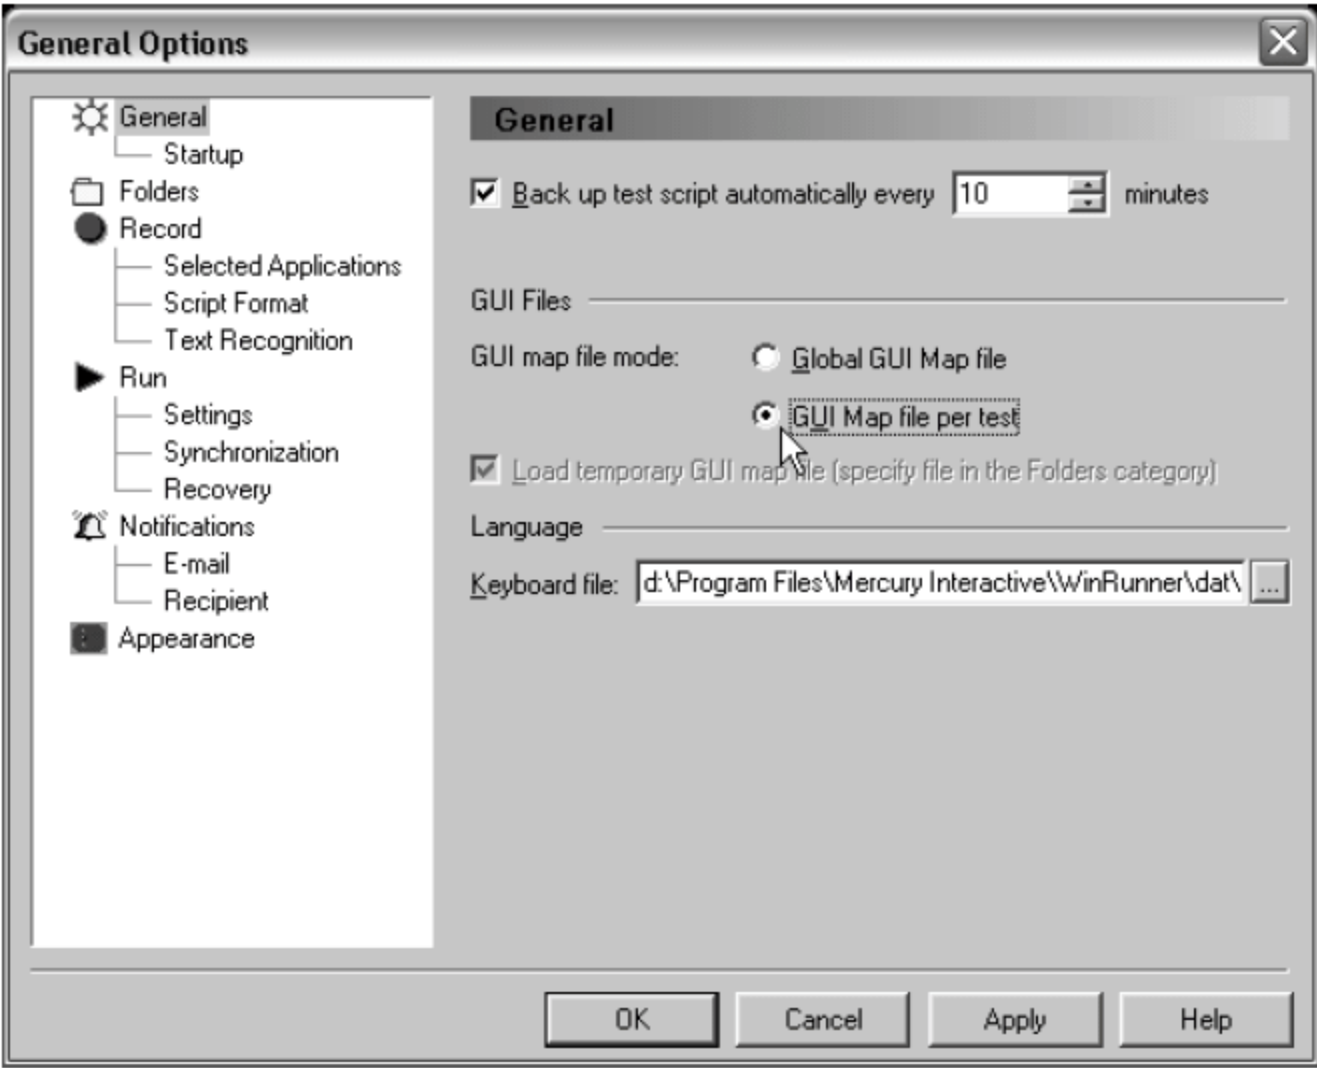 General Options
General
Startup
Folders
Record
Selected Applications
Script Format
Text Recognition
Run
Settings
Synchronization
Recovery
Notifications
E-mail
Recipient
Appearance
General
Back up test script automatically every 10 minutes
GUI Files
GUI map file mode: Global GUI Map file
GUI Map file per test
Load temporary GUI map file (specify file in the Folders category)
Language
Keyboard file: d:\Program Files\Mercury Interactive\WinRunner\dat\ ...
OK Cancel Apply Help